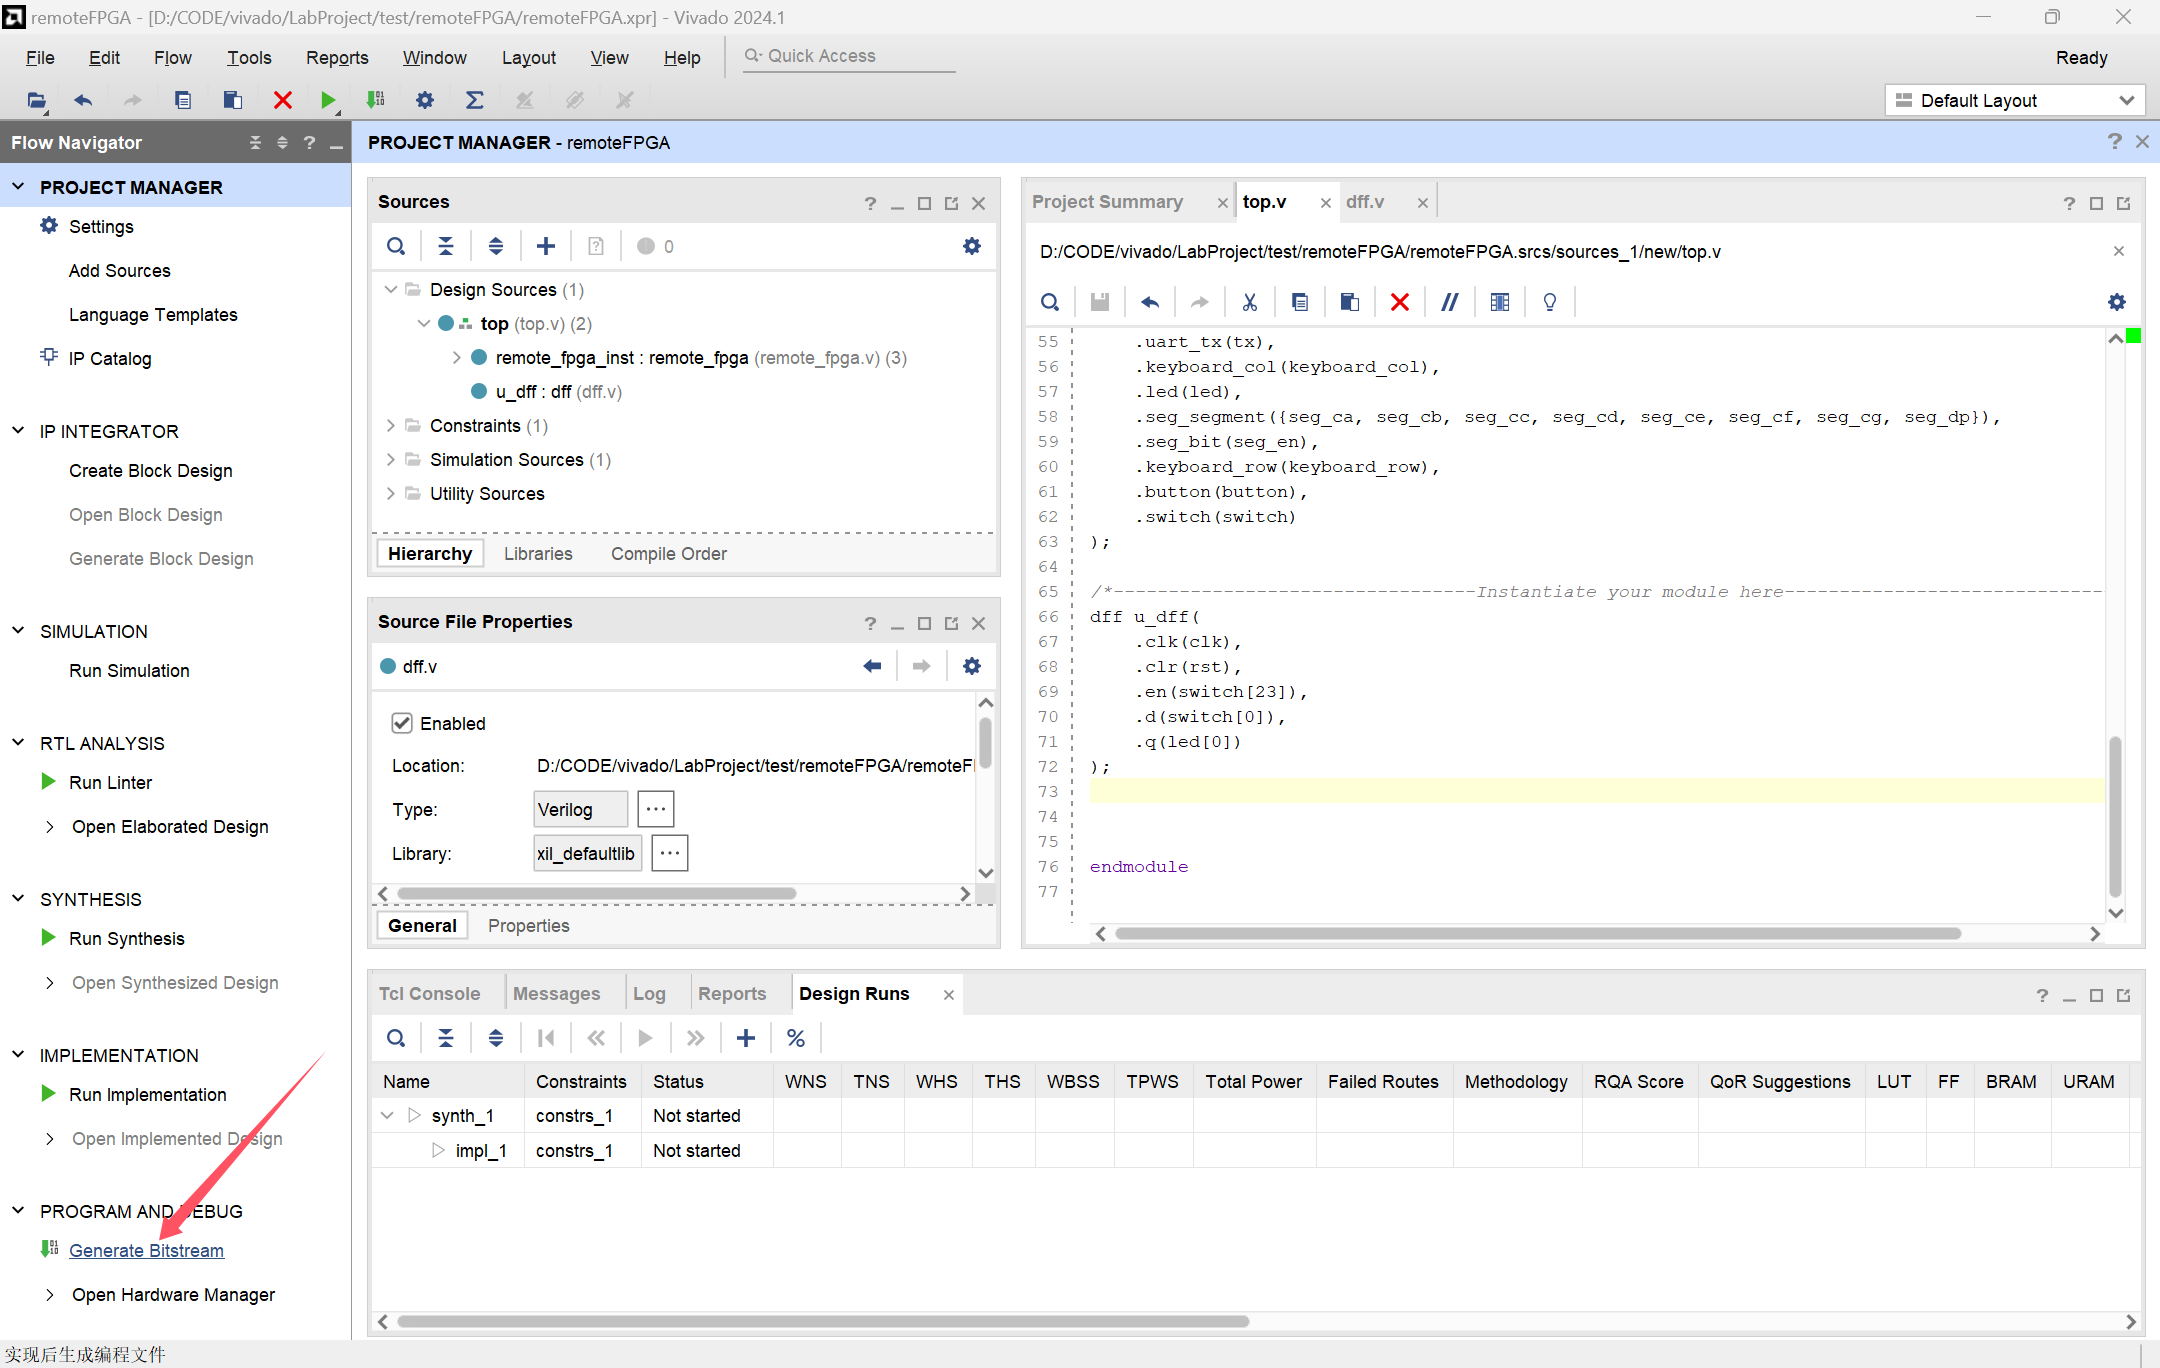 remoteFPGA - [D:/CODE/vivado/LabProject/test/remoteFPGA/remoteFPGA.xpr] - Vivado 2024.1
File Edit Flow Tools Reports Window Layout View Help Quick Access Ready
Default Layout
Flow Navigator
PROJECT MANAGER
Settings
Add Sources
Language Templates
IP Catalog
IP INTEGRATOR
Create Block Design
Open Block Design
Generate Block Design
SIMULATION
Run Simulation
RTL ANALYSIS
Run Linter
Open Elaborated Design
SYNTHESIS
Run Synthesis
Open Synthesized Design
IMPLEMENTATION
Run Implementation
Open Implemented Design
PROGRAM AND DEBUG
Generate Bitstream
Open Hardware Manager
PROJECT MANAGER - remoteFPGA
Sources
0
Design Sources (1)
top (top.v) (2)
remote_fpga_inst : remote_fpga (remote_fpga.v) (3)
u_dff : dff (dff.v)
Constraints (1)
Simulation Sources (1)
Utility Sources
Hierarchy Libraries Compile Order
Source File Properties
dff.v
Enabled
Location: D:/CODE/vivado/LabProject/test/remoteFPGA/remoteF
Type: Verilog
Library: xil_defaultlib
General Properties
Project Summary top.v dff.v
D:/CODE/vivado/LabProject/test/remoteFPGA/remoteFPGA.srcs/sources_1/new/top.v
55 .uart_tx(tx),
56 .keyboard_col(keyboard_col),
57 .led(led),
58 .seg_segment({seg_ca, seg_cb, seg_cc, seg_cd, seg_ce, seg_cf, seg_cg, seg_dp}),
59 .seg_bit(seg_en),
60 .keyboard_row(keyboard_row),
61 .button(button),
62 .switch(switch)
63 );
64
65 /*---------------------------------Instantiate your module here-----------------------------
66 dff u_dff(
67 .clk(clk),
68 .clr(rst),
69 .en(switch[23]),
70 .d(switch[0]),
71 .q(led[0])
72 );
73
74
75
76 endmodule
77
Tcl Console Messages Log Reports Design Runs
Name Constraints Status WNS TNS WHS THS WBSS TPWS Total Power Failed Routes Methodology RQA Score QoR Suggestions LUT FF BRAM URAM
synth_1 constrs_1 Not started
impl_1 constrs_1 Not started
实现后生成编程文件